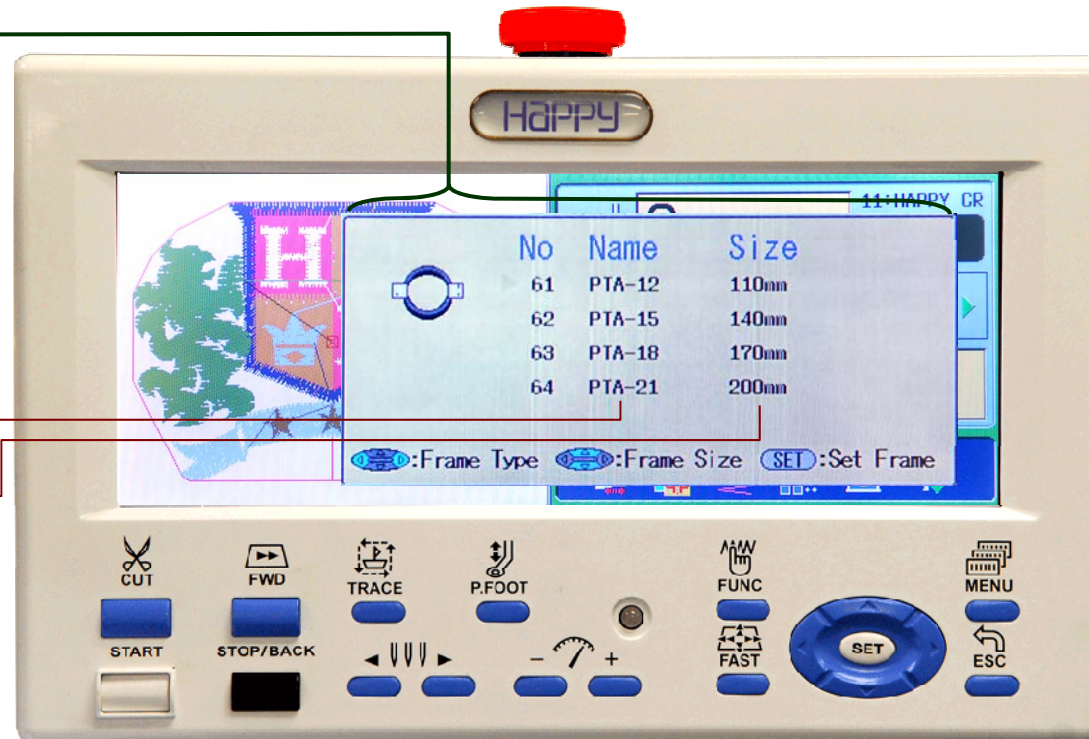 Happy
11:HAPPY CR
H
No Name Size
61 PTA-12 110mm
62 PTA-15 140mm
63 PTA-18 170mm
64 PTA-21 200mm
:Frame Type :Frame Size SET :Set Frame
CUT FWD TRACE P.FOOT FUNC MENU
START STOP/BACK - + FAST SET ESC